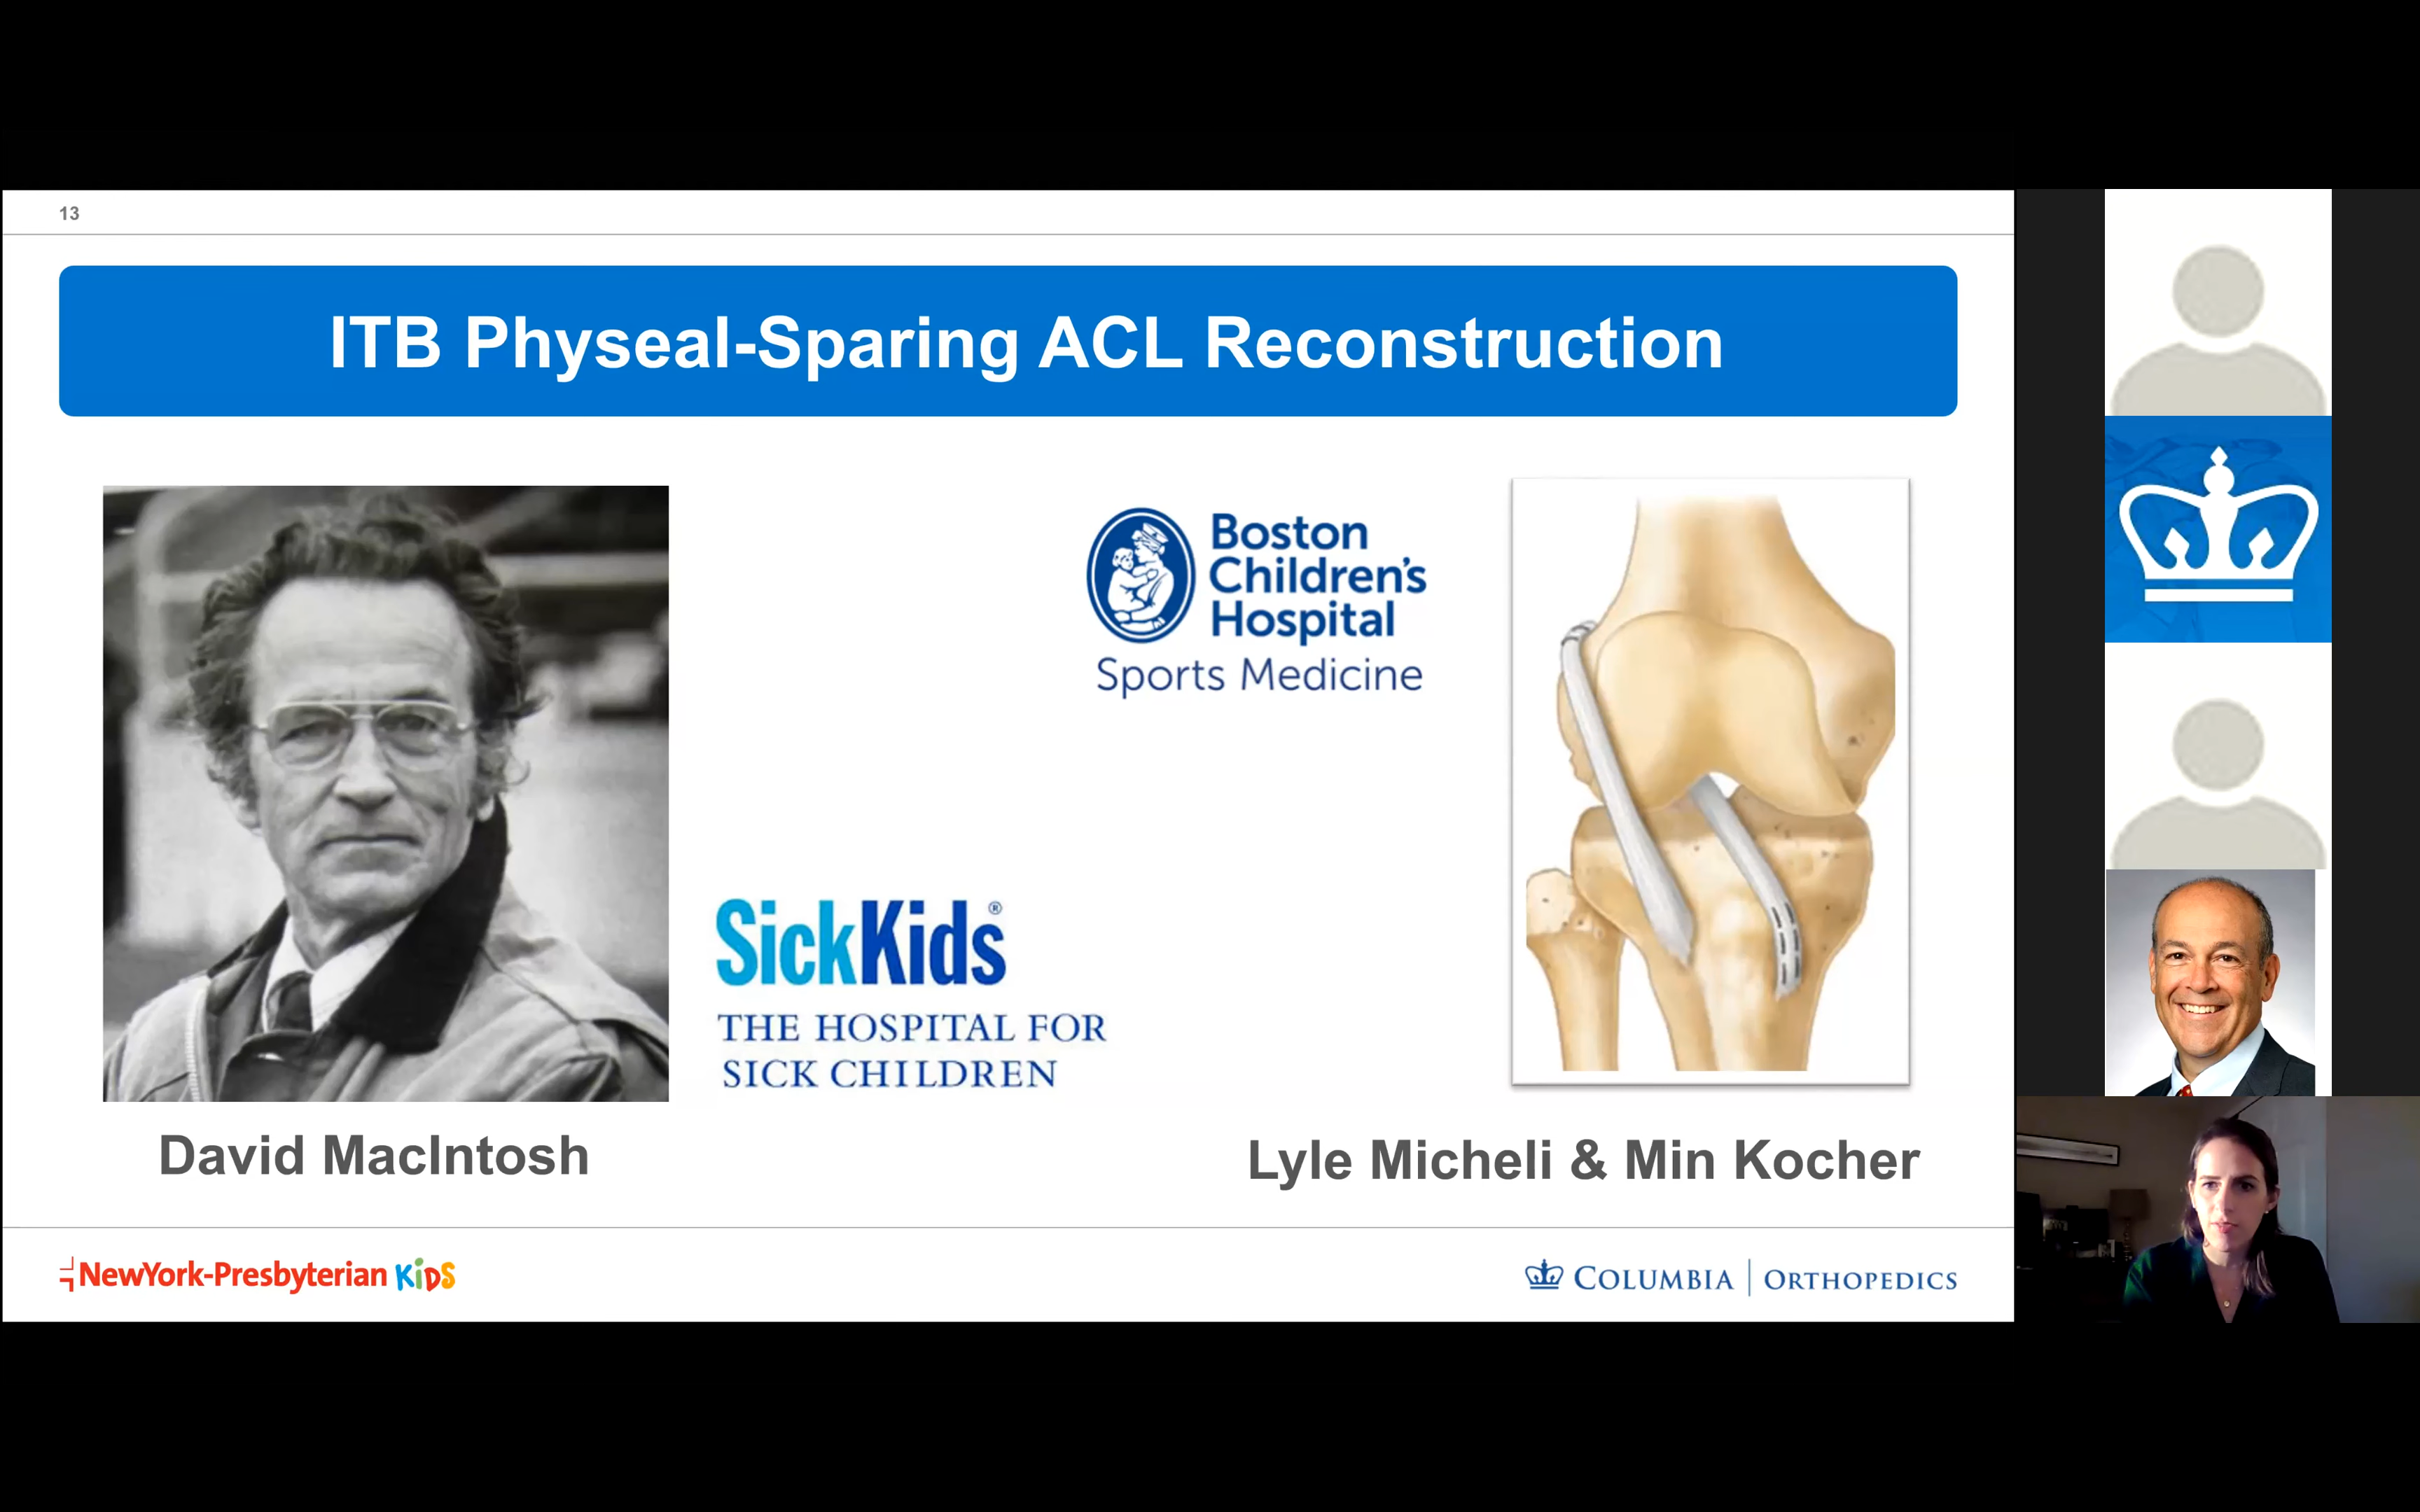 13
ITB Physeal-Sparing ACL Reconstruction
Boston
Children's
Hospital
Sports Medicine
SickKids®
THE HOSPITAL FOR
SICK CHILDREN
David MacIntosh
Lyle Micheli & Min Kocher
NewYork-Presbyterian KiDS
COLUMBIA | ORTHOPEDICS